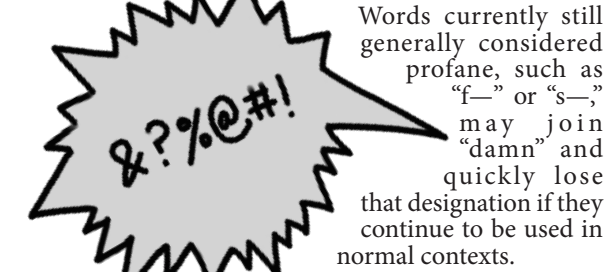 &?%@#!
Words currently still
generally considered
profane, such as
“f—” or “s—,”
may join
“damn” and
quickly lose
that designation if they
continue to be used in
normal contexts.